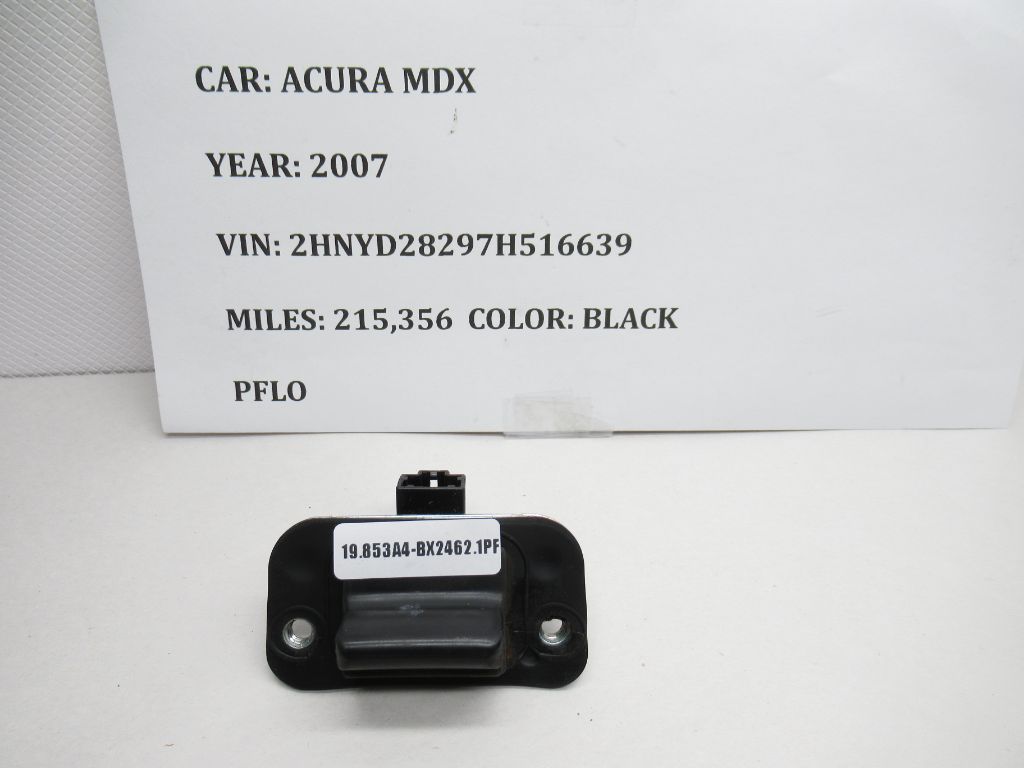 CAR: ACURA MDX
YEAR: 2007
VIN: 2HNYD28297H516639
MILES: 215,356 COLOR: BLACK
PFLO
19.853A4-BX2462.1PF